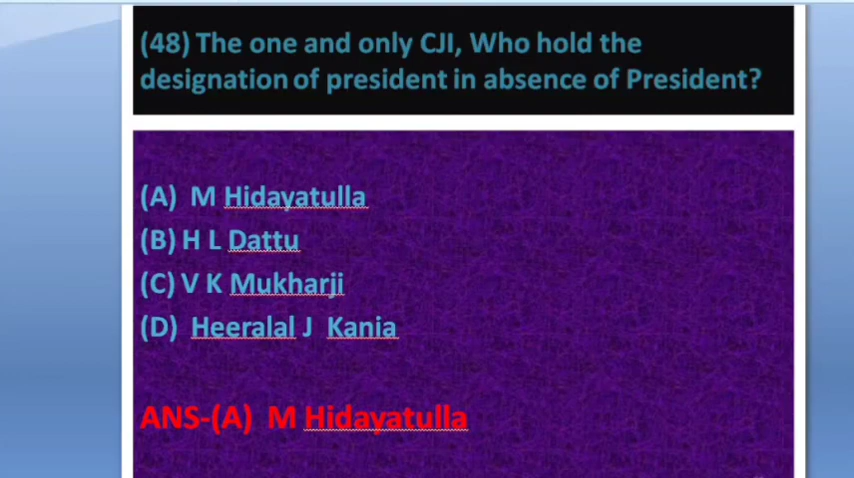 (48) The one and only CJI, Who hold the
designation of president in absence of President?
(A) M Hidayatulla
(B) H L Dattu
(C) V K Mukharji
(D) Heeralal J Kania
ANS-(A) M Hidayatulla